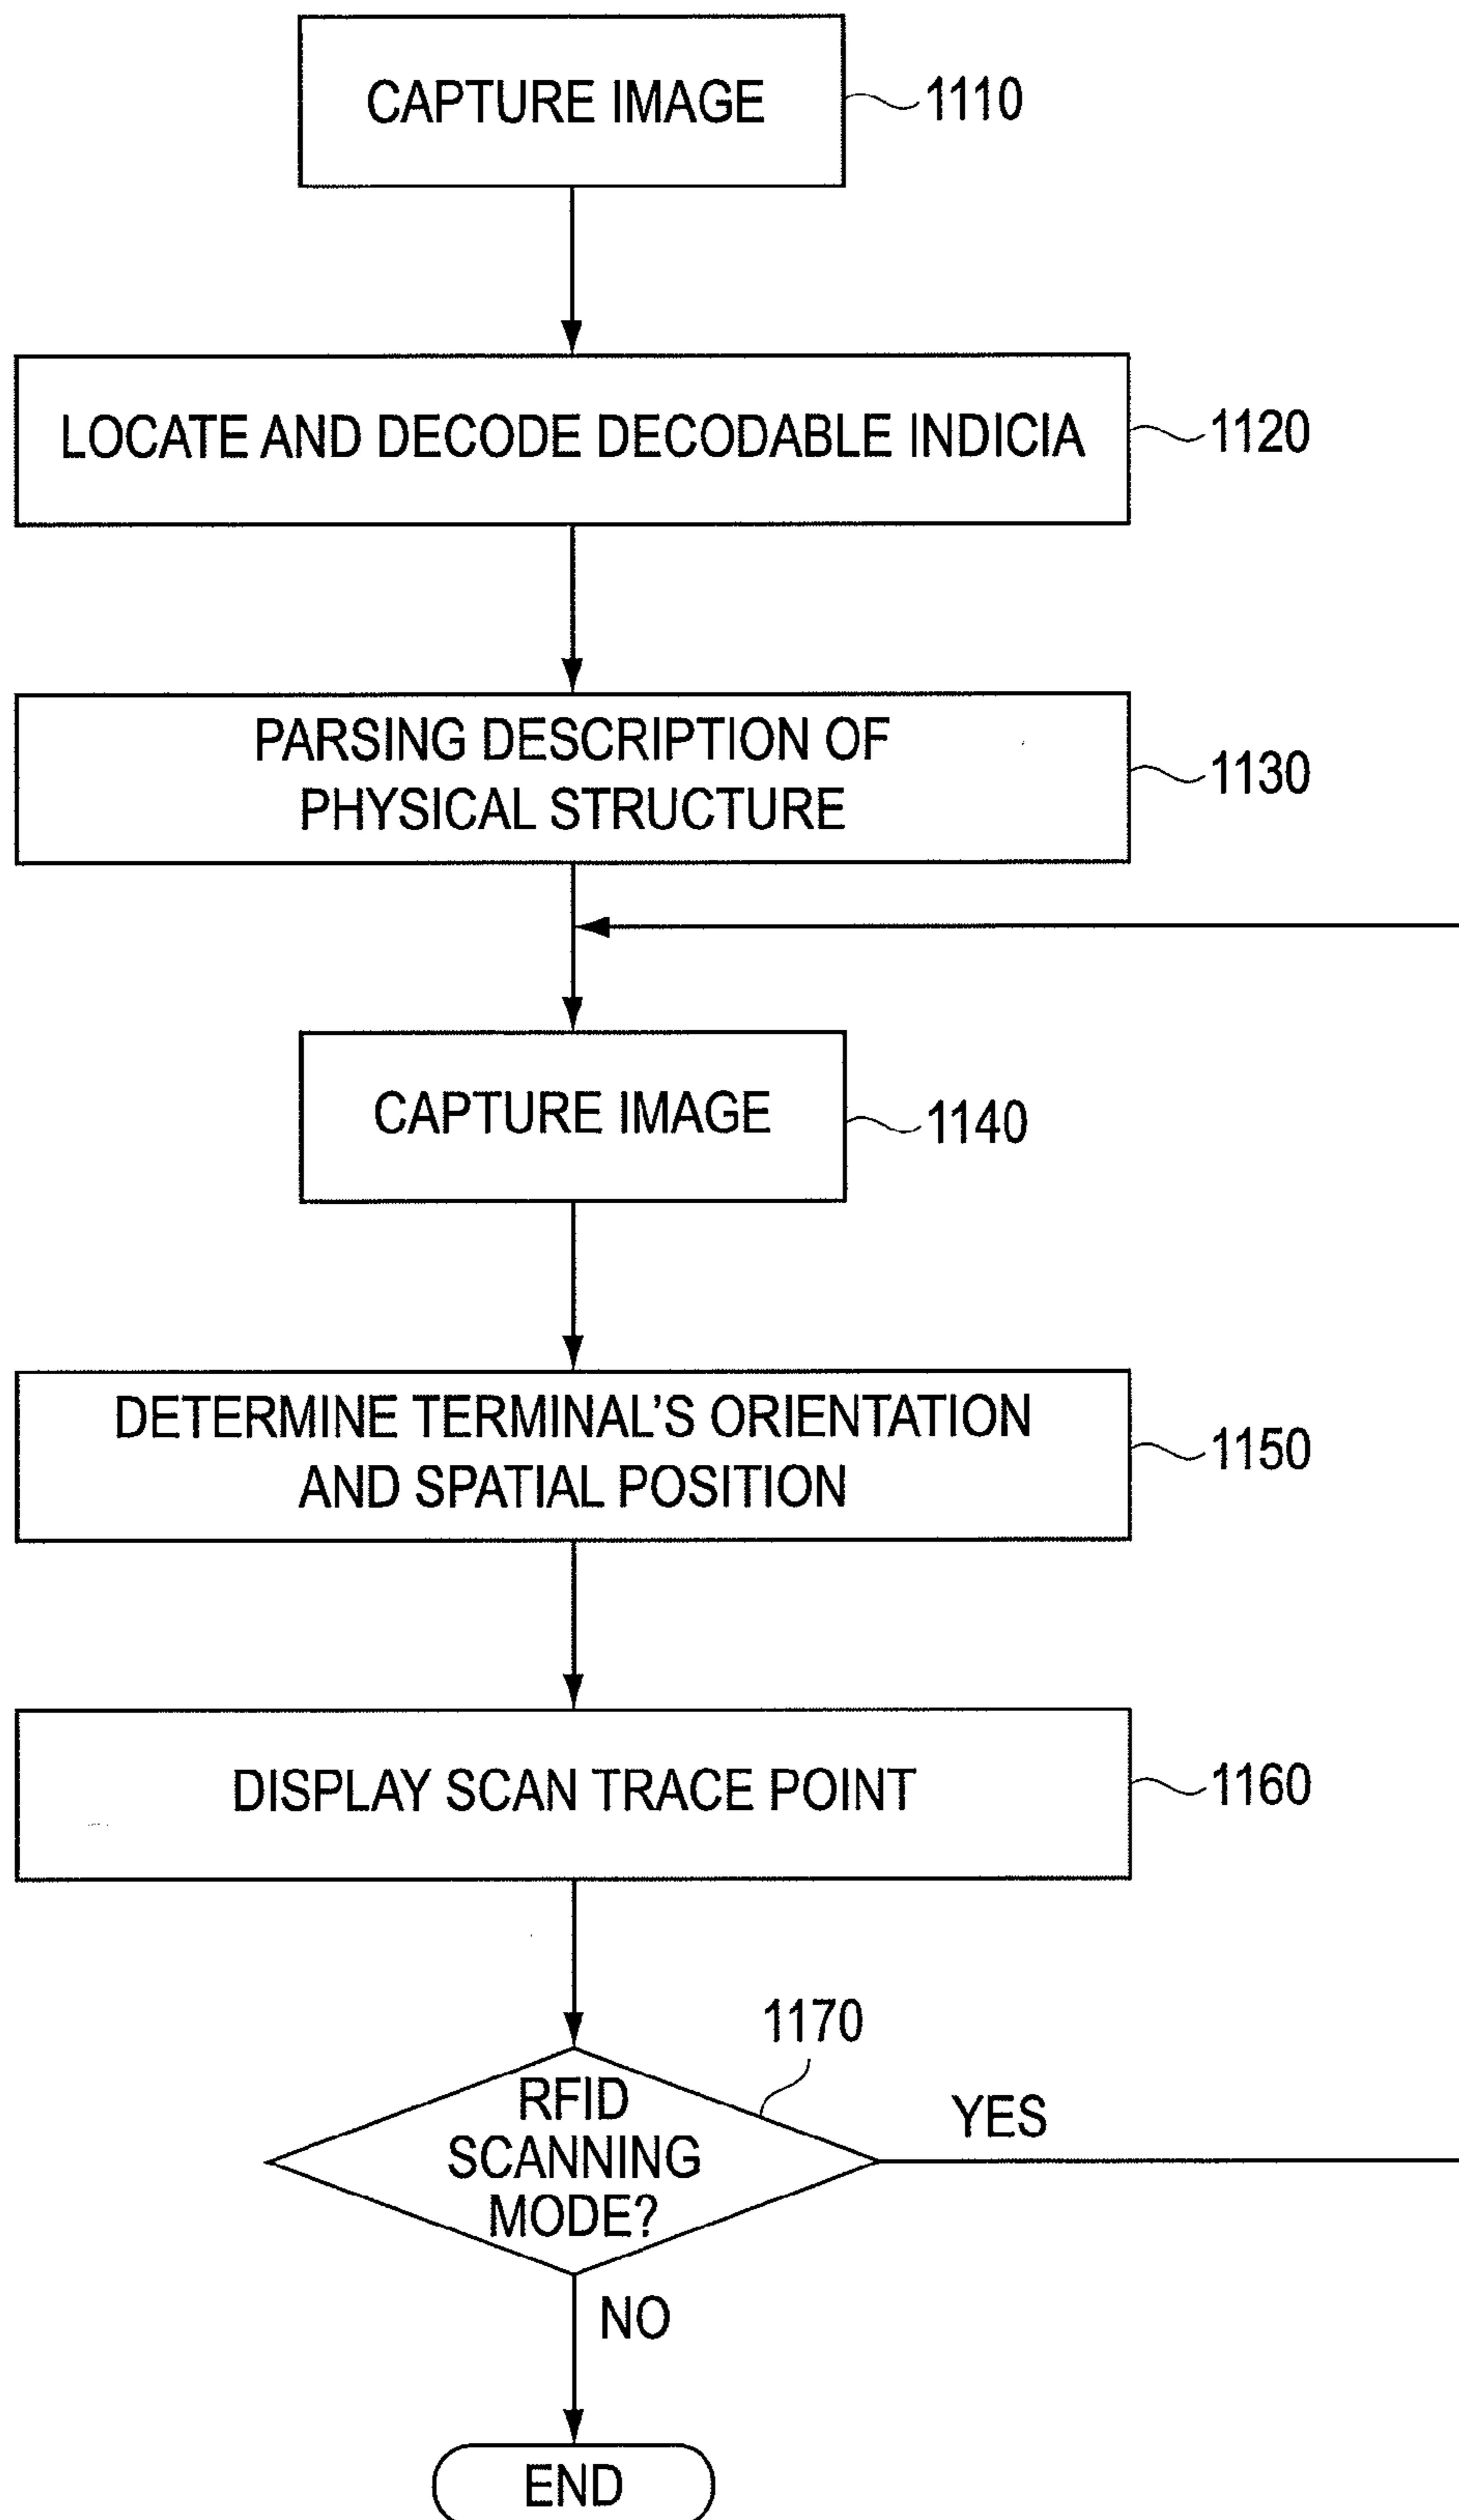 CAPTURE IMAGE
1110
LOCATE AND DECODE DECODABLE INDICIA
1120
PARSING DESCRIPTION OF
PHYSICAL STRUCTURE
1130
CAPTURE IMAGE
1140
DETERMINE TERMINAL'S ORIENTATION
AND SPATIAL POSITION
1150
DISPLAY SCAN TRACE POINT
1160
1170
RFID
SCANNING
MODE?
YES
NO
END